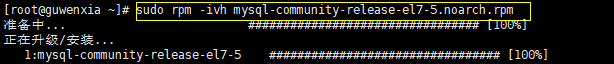 [root@guwenxia ~]# sudo rpm -ivh mysql-community-release-el7-5.noarch.rpm
准备中... ################################# [100%]
正在升级/安装...
1:mysql-community-release-el7-5 ################################# [100%]